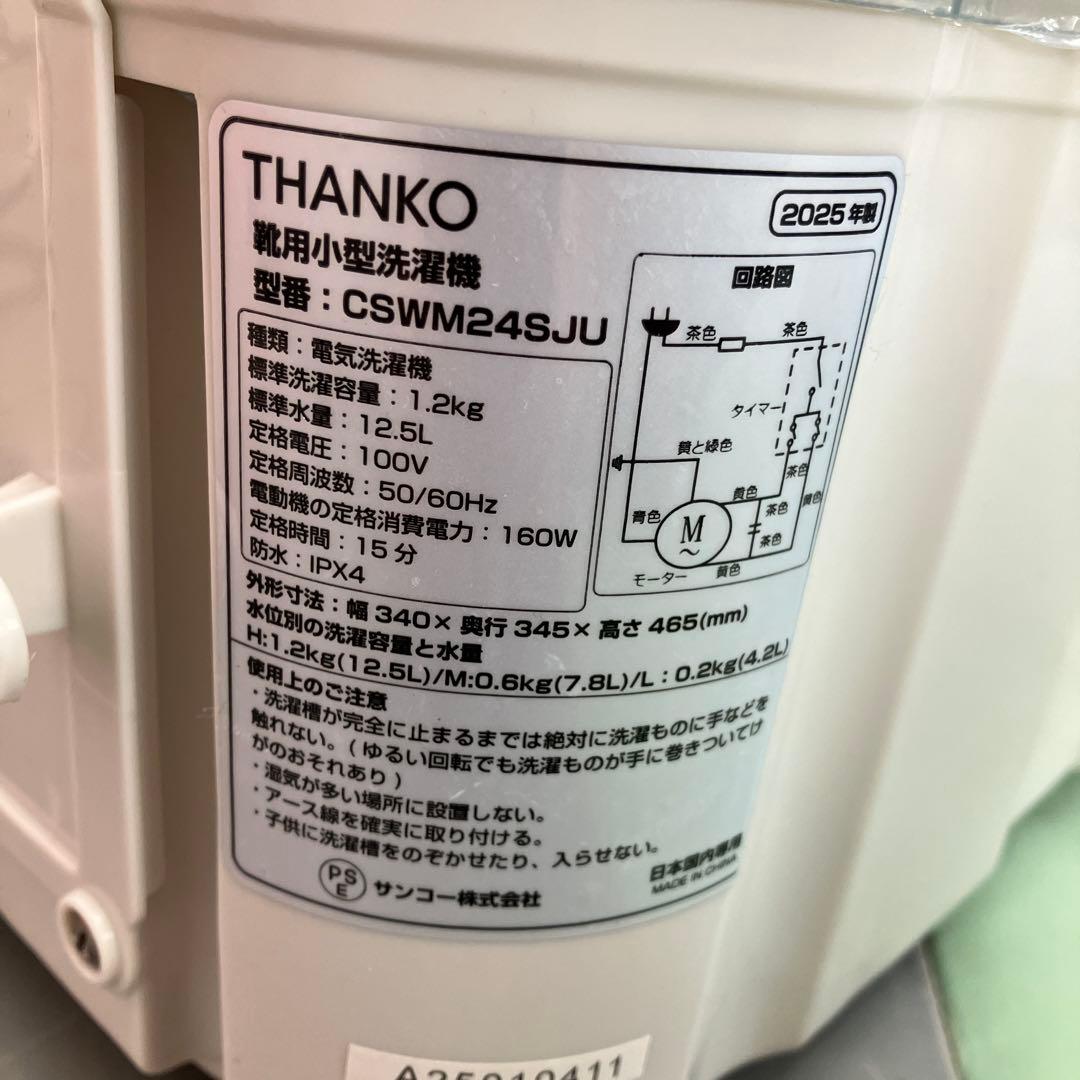 THANKO
2025年製
靴用小型洗濯機
型番：CSWM24SJU
種類：電気洗濯機
標準洗濯容量：1.2kg
標準水量：12.5L
定格電圧：100V
定格周波数：50/60Hz
電動機の定格消費電力：160W
定格時間：15分
防水：IPX4
回路図
茶色
茶色
タイマー
黄と緑色
茶色
黄色
黄色
茶色
青色
M
~
茶色
黄色
モーター
外形寸法：幅340×奥行345×高さ465(mm)
水位別の洗濯容量と水量
H:1.2kg(12.5L)/M:0.6kg(7.8L)/L：0.2kg(4.2L)
使用上のご注意
・洗濯槽が完全に止まるまでは絶対に洗濯ものに手などを
触れない。(ゆるい回転でも洗濯ものが手に巻きついてけ
がのおそれあり)
・湿気が多い場所に設置しない。
・アース線を確実に取り付ける。
・子供に洗濯槽をのぞかせたり、入らせない。
PS
E
サンコー株式会社
日本国内専用
MADE IN CHINA
A25010411